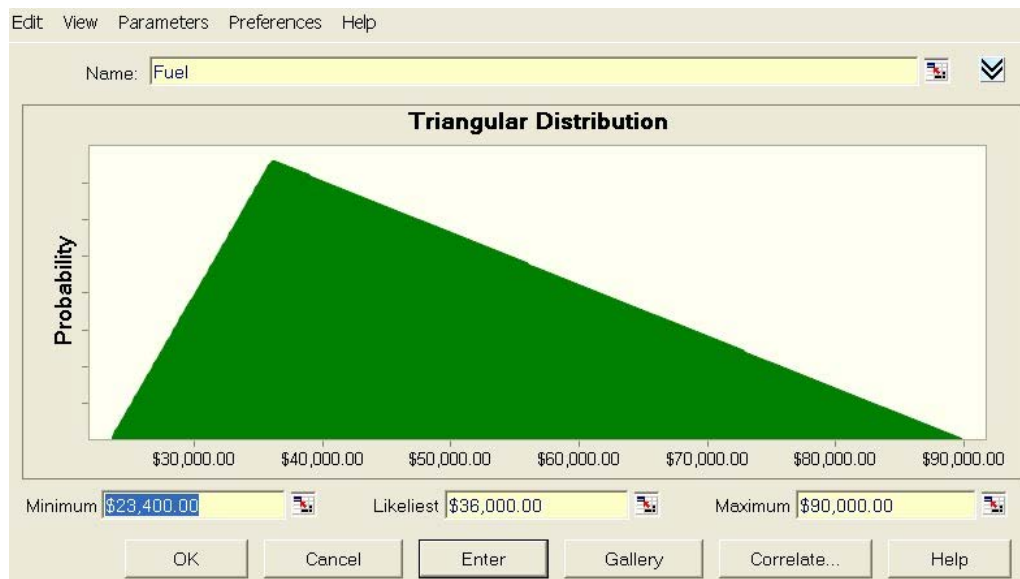 Edit View Parameters Preferences Help
Name: Fuel
Triangular Distribution
Probability
$30,000.00 $40,000.00 $50,000.00 $60,000.00 $70,000.00 $80,000.00 $90,000.00
Minimum $23,400.00 Likeliest $36,000.00 Maximum $90,000.00
OK Cancel Enter Gallery Correlate... Help